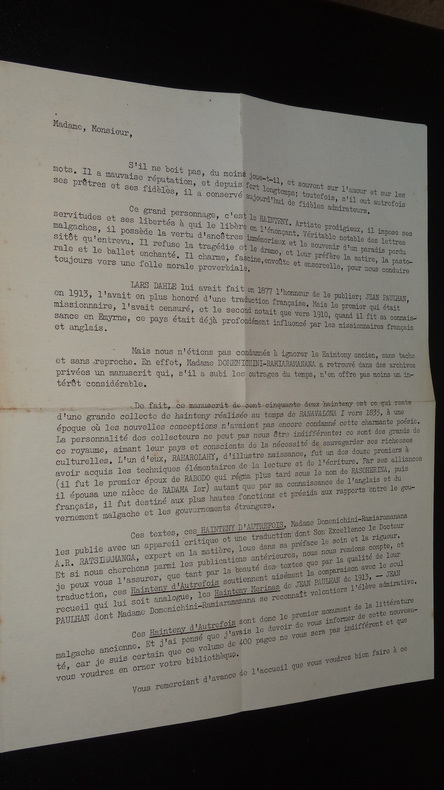 Madame, Monsieur,
S'il ne boit pas, du moins joue-t-il, et souvent sur l'amour et sur les
mots. Il a mauvaise réputation, et depuis fort longtemps; toutefois, s'il eut autrefois
ses prêtres et ses fidèles, il a conservé aujourd'hui de fidèles admirateurs.
Ce grand personnage, c'est le HAINTENY. Artiste prodigieux, il impose ses
servitudes et ses libertés à qui le libère en l'énonçant. Véritable notable des lettres
malgaches, il possède la vertu d'ancêtres immémoriaux et le souvenir d'un paradis perdu
sitôt qu'entrevu. Il refuse la tragédie et le drame, et leur préfère la satire, la pasto-
rale et le ballet enchanté. Il charme, fascine, envoûte et ensorcelle, pour nous conduire
toujours vers une folle morale proverbiale.
LARS DAHLE lui avait fait en 1877 l'honneur de le publier; JEAN PAULHAN,
en 1913, l'avait en plus honoré d'une traduction française. Mais le premier qui était
missionnaire, l'avait censuré, et le second notait que vers 1910, quand il fit sa connais-
sance en Emyrne, ce pays était déjà profondément influencé par les missionnaires français
et anglais.
Mais nous n'étions pas condamnés à ignorer le Hainteny ancien, sans tache
et sans reproche. En effet, Madame DOMENICHINI-RAMIARAMANANA a retrouvé dans des archives
privées un manuscrit qui, s'il a subi les outrages du temps, n'en offre pas moins un in-
térêt considérable.
De fait, ce manuscrit de cent cinquante deux hainteny est ce qui reste
d'une grande collecte de hainteny réalisée au temps de RANAVALONA I vers 1835, à une
époque où les nouvelles conceptions n'avaient pas encore condamné cette charmante poésie.
La personnalité des collecteurs ne peut pas nous être indifférente: ce sont des grands de
ce royaume, aimant leur pays et conscients de la nécessité de sauvegarder ses richesses
culturelles. L'un d'eux, RAHAROLAHY, d'illustre naissance, fut un des douze premiers à
avoir acquis les techniques élémentaires de la lecture et de l'écriture. Par ses alliances
(il fut le premier époux de RABODO qui régna plus tard sous le nom de RASOHERINA, puis
il épousa une nièce de RADAMA Ier) autant que par sa connaissance de l'anglais et du
français, il fut destiné aux plus hautes fonctions et présida aux rapports entre le gou-
vernement malgache et les gouvernements étrangers.
Ces textes, ces HAINTENY D'AUTREFOIS, Madame Domenichini-Ramiaramanana
les publie avec un appareil critique et une traduction dont Son Excellence le Docteur
A.R. RATSIMAMANGA, expert en la matière, loue dans sa préface le soin et la rigueur.
Et si nous cherchons parmi les publications antérieures, nous nous rendons compte, et
je peux vous l'assurer, que tant par la beauté des textes que par la qualité de leur
traduction, ces Hainteny d'Autrefois soutiennent aisément la comparaison avec le seul
recueil qui lui soit analogue, les Hainteny Merinas de JEAN PAULHAN de 1913, — JEAN
PAULHAN dont Madame Domenichini-Ramiaramanana se reconnaît volontiers l'élève admirative.
Ces Hainteny d'Autrefois sont donc le premier monument de la littérature
malgache ancienne. Et j'ai pensé que j'avais le devoir de vous informer de cette nouveau-
té, car je suis certain que ce volume de 400 pages ne vous sera pas indifférent et que
vous voudrez en orner votre bibliothèque.
Vous remerciant d'avance de l'accueil que vous voudrez bien faire à ce